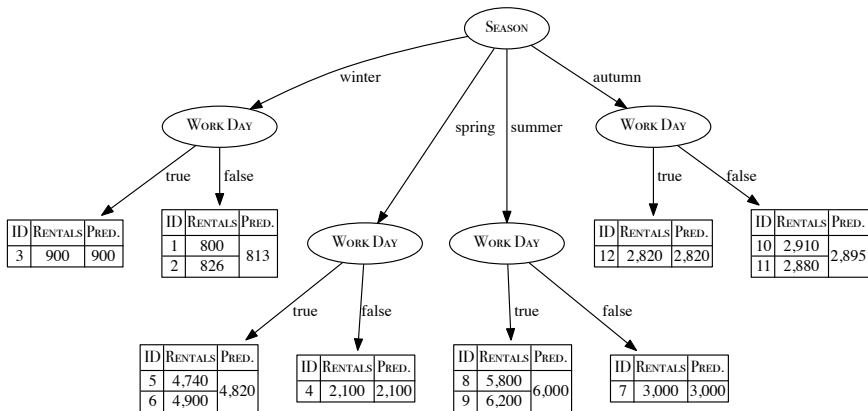 SEASON
winter
autumn
spring
summer
WORK DAY
WORK DAY
true
false
true
false
ID RENTALS PRED.
3 900 900
ID RENTALS PRED.
1 800 813
2 826
WORK DAY
WORK DAY
ID RENTALS PRED.
12 2,820 2,820
ID RENTALS PRED.
10 2,910 2,895
11 2,880
true
false
true
false
ID RENTALS PRED.
5 4,740 4,820
6 4,900
ID RENTALS PRED.
4 2,100 2,100
ID RENTALS PRED.
8 5,800 6,000
9 6,200
ID RENTALS PRED.
7 3,000 3,000